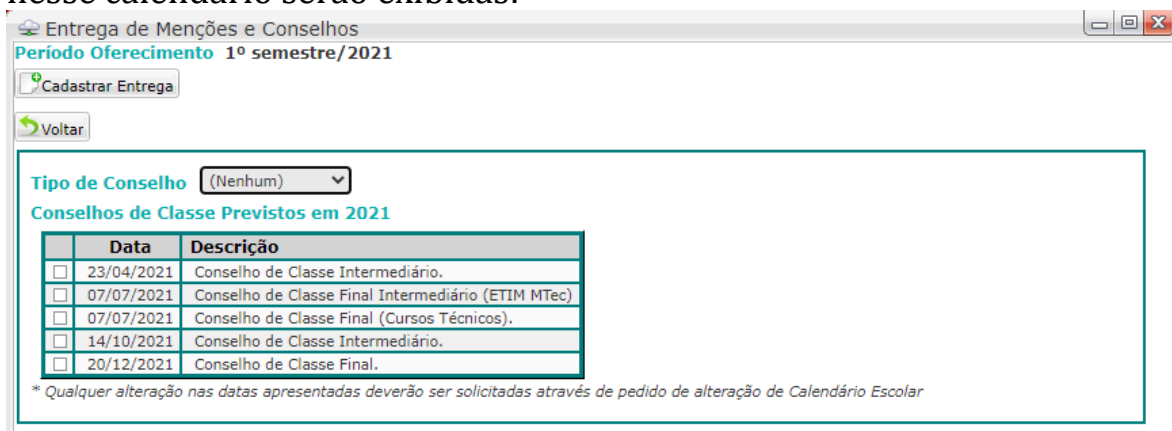 nesse calendário serão exibidas.
Entrega de Menções e Conselhos
Período Oferecimento 1º semestre/2021
Cadastrar Entrega
Voltar
Tipo de Conselho (Nenhum)
Conselhos de Classe Previstos em 2021
Data Descrição
23/04/2021 Conselho de Classe Intermediário.
07/07/2021 Conselho de Classe Final Intermediário (ETIM MTec)
07/07/2021 Conselho de Classe Final (Cursos Técnicos).
14/10/2021 Conselho de Classe Intermediário.
20/12/2021 Conselho de Classe Final.
* Qualquer alteração nas datas apresentadas deverão ser solicitadas através de pedido de alteração de Calendário Escolar